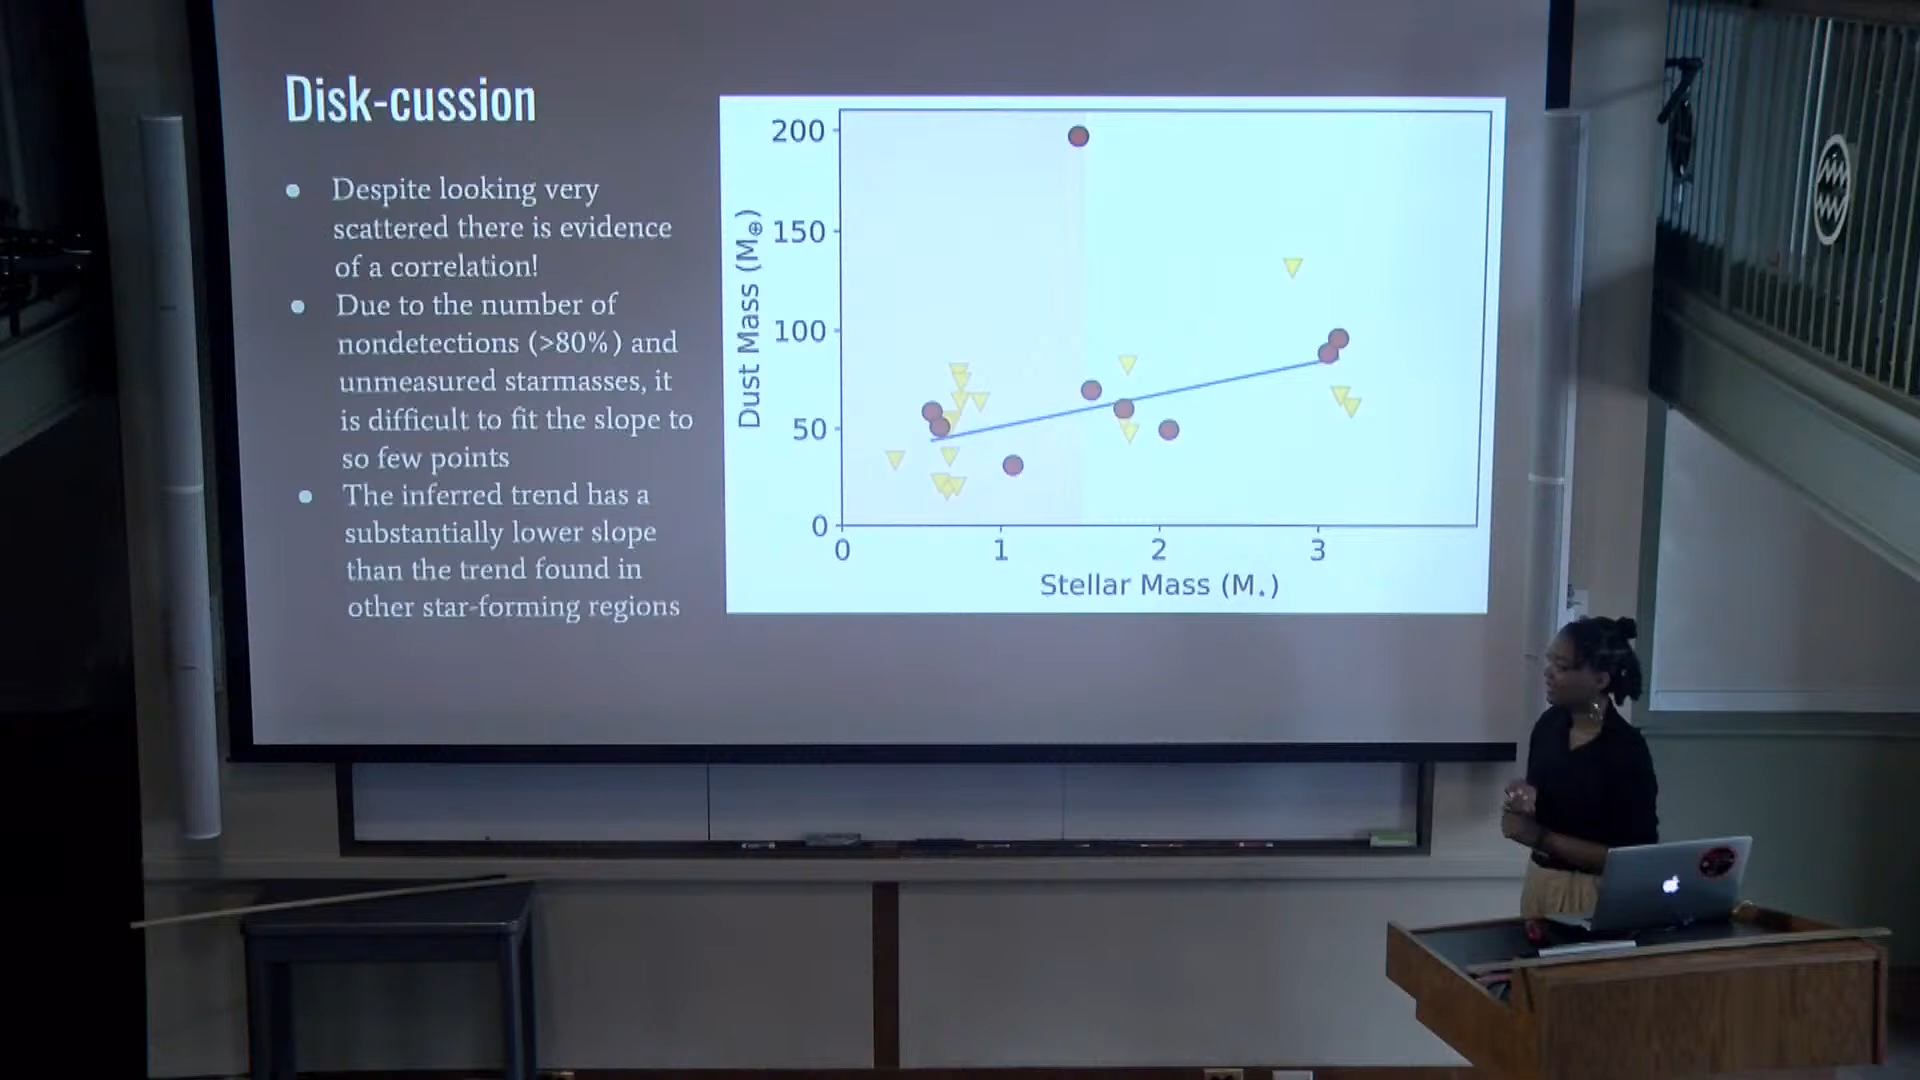 Disk-cussion
● Despite looking very
scattered there is evidence
of a correlation!
● Due to the number of
nondetections (>80%) and
unmeasured starmasses, it
is difficult to fit the slope to
so few points
● The inferred trend has a
substantially lower slope
than the trend found in
other star-forming regions
Dust Mass (M⊕)
200
150
100
50
0
0 1 2 3
Stellar Mass (M⋆)